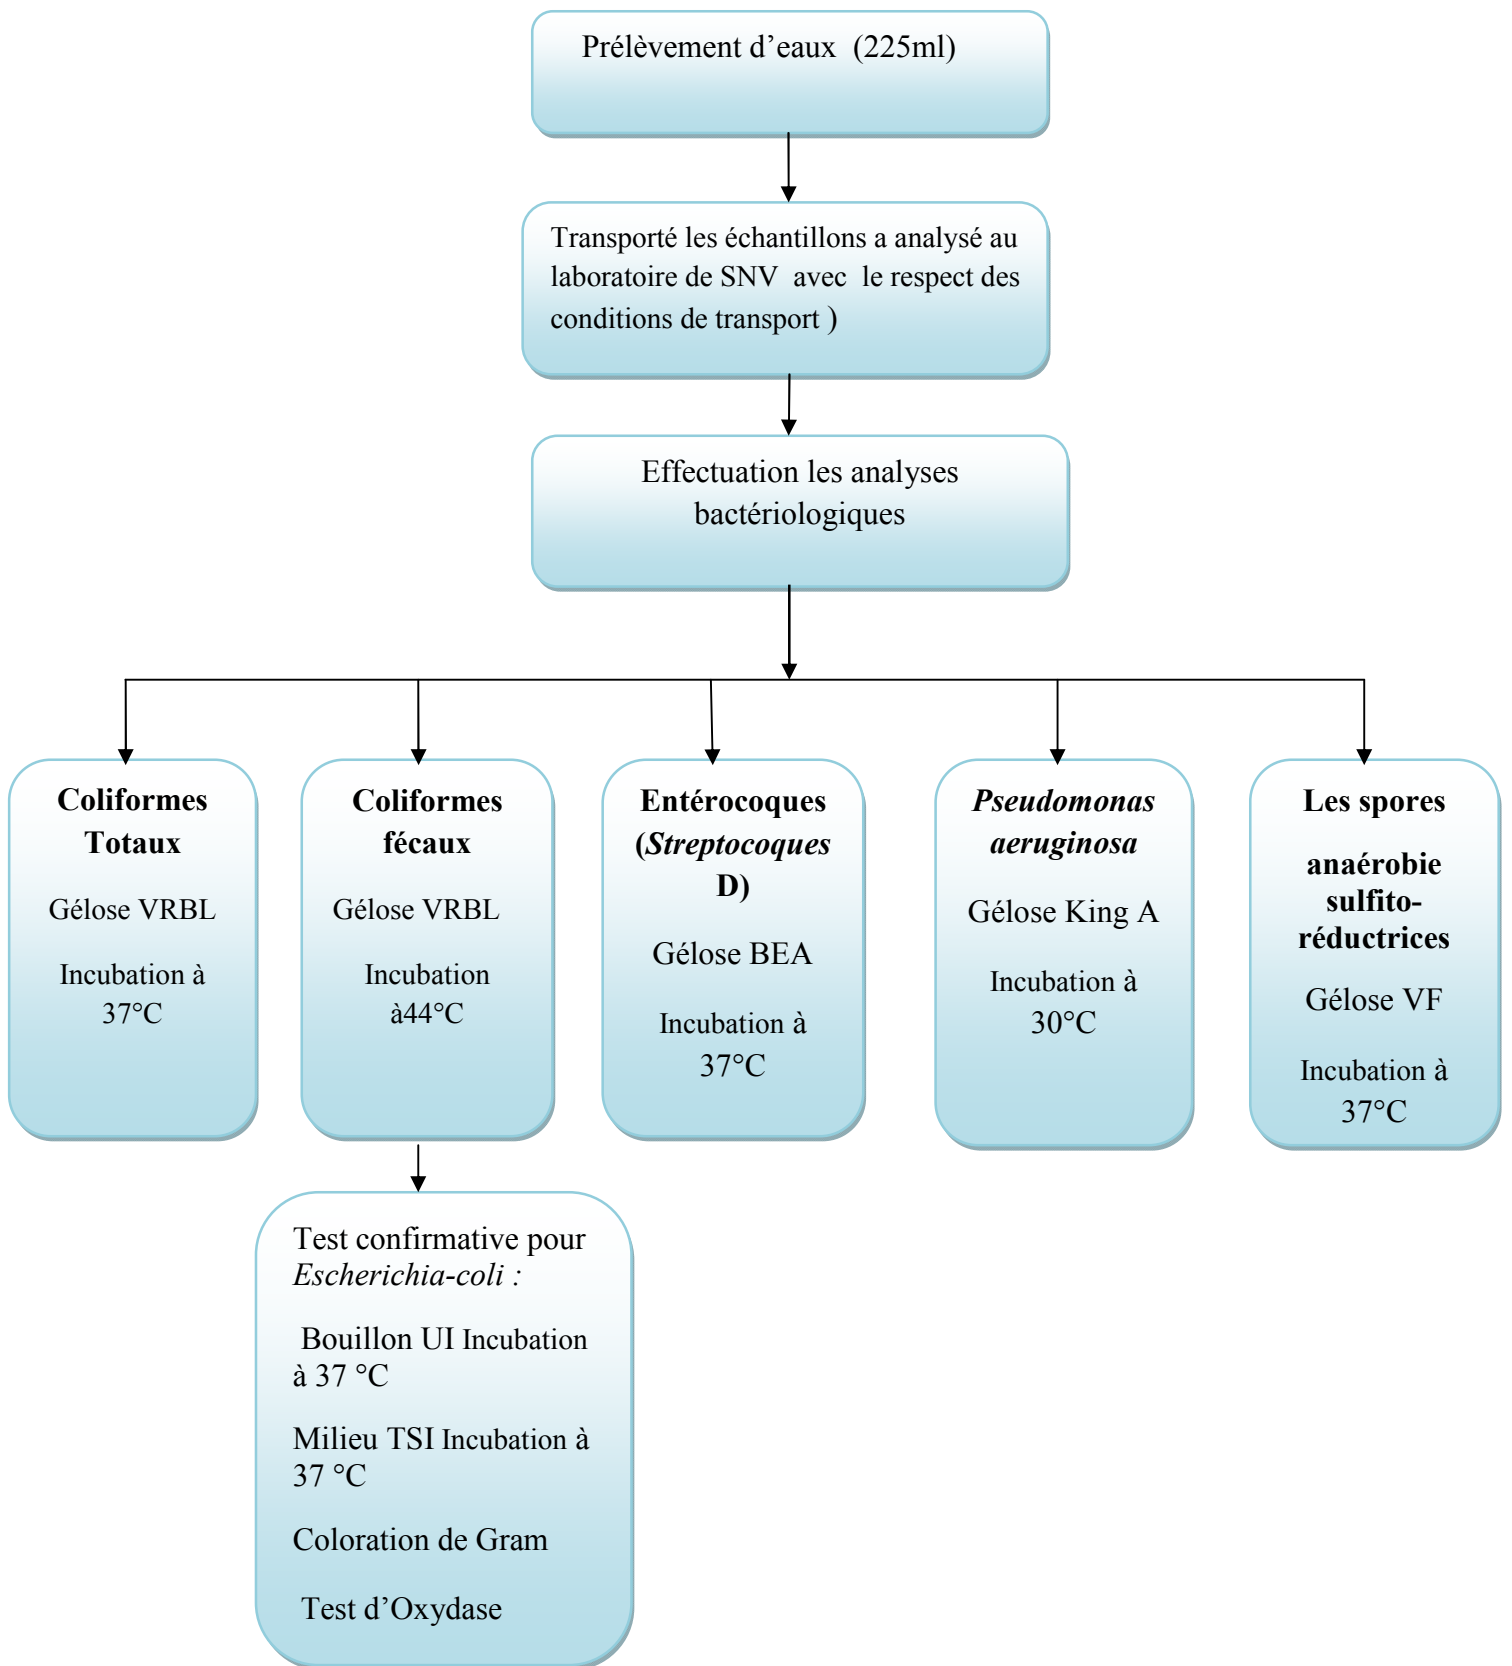 Prélèvement d’eaux (225ml)
Transporté les échantillons a analysé au
laboratoire de SNV avec le respect des
conditions de transport )
Effectuation les analyses
bactériologiques
Coliformes
Totaux
Gélose VRBL
Incubation à
37°C
Coliformes
fécaux
Gélose VRBL
Incubation
à44°C
Entérocoques
(Streptocoques
D)
Gélose BEA
Incubation à
37°C
Pseudomonas
aeruginosa
Gélose King A
Incubation à
30°C
Les spores
anaérobie
sulfito-
réductrices
Gélose VF
Incubation à
37°C
Test confirmative pour
Escherichia-coli :
Bouillon UI Incubation
à 37 °C
Milieu TSI Incubation à
37 °C
Coloration de Gram
Test d’Oxydase